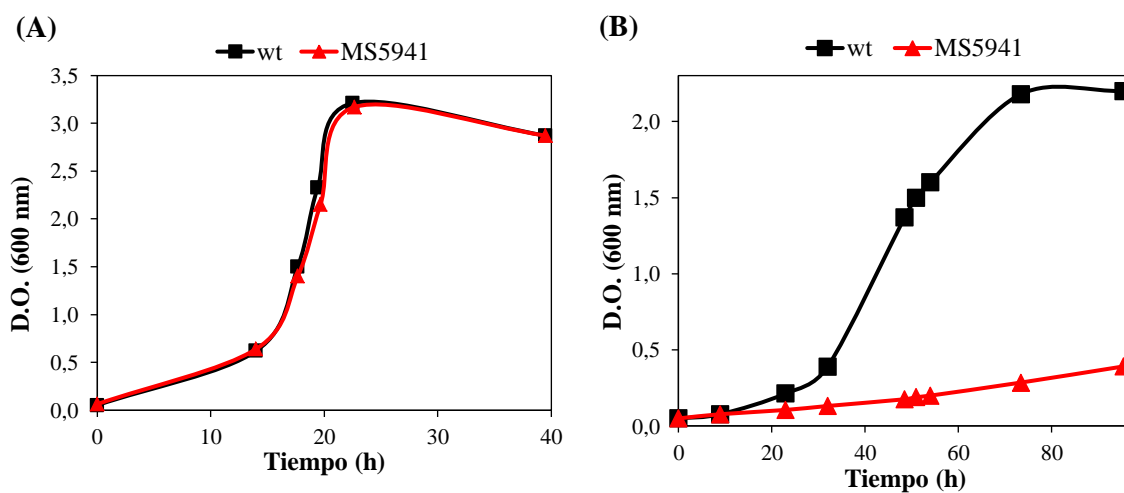 (A)
wt MS5941
3,5
3,0
2,5
2,0
1,5
1,0
0,5
0,0
D.O. (600 nm)
0 10 20 30 40
Tiempo (h)
(B)
wt MS5941
2,0
1,5
1,0
0,5
0,0
D.O. (600 nm)
0 20 40 60 80
Tiempo (h)